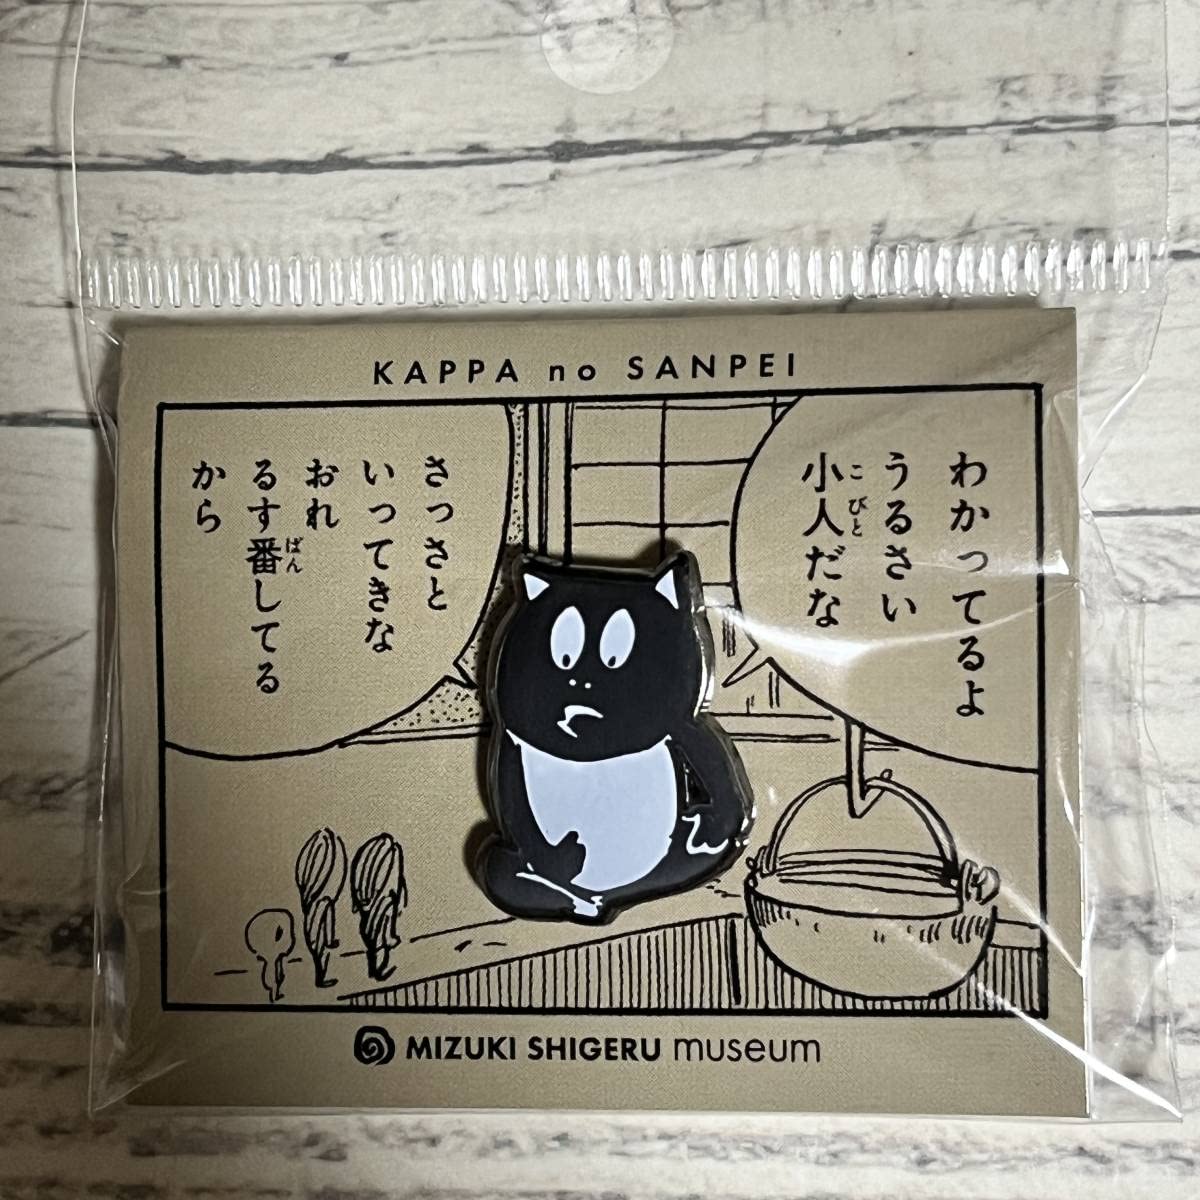 KAPPA no SANPEI
わかってるよ
うるさい
小人だな
こびと
さっさと
いってきな
おれ
るす番してる
ばん
から
MIZUKI SHIGERU museum